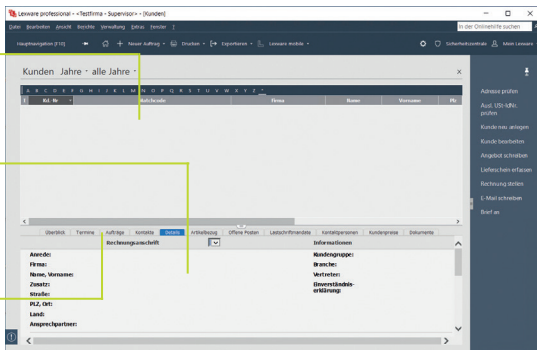 Lexware professional - <Testfirma - Supervisor> - [Kunden]
Datei Bearbeiten Ansicht Berichte Verwaltung Extras Fenster ?
In der Onlinehilfe suchen
Hauptnavigation (F10) Neuer Auftrag Drucken Exportieren Lexware mobile Sicherheitszentrale Mein Lexware
Kunden Jahre alle Jahre
A B C D E F G H I J K L M N O P Q R S T U V W X Y Z *
Kd. Nr Matchcode Firma Name Vorname Plz
Überblick Termine Aufträge Kontakte Details Artikelbezug Offene Posten Lastschriftmandate Kontaktpersonen Kundenpreise Dokumente
Rechnungsanschrift Informationen
Anrede: Kundengruppe:
Firma: Branche:
Name, Vorname: Vertreter:
Zusatz: Einverständnis-
erklärung:
Straße:
PLZ, Ort:
Land:
Ansprechpartner:
Adresse prüfen
Ausl. USt-IdNr.
prüfen
Kunde neu anlegen
Kunde bearbeiten
Angebot schreiben
Lieferschein erfassen
Rechnung stellen
E-Mail schreiben
Brief an